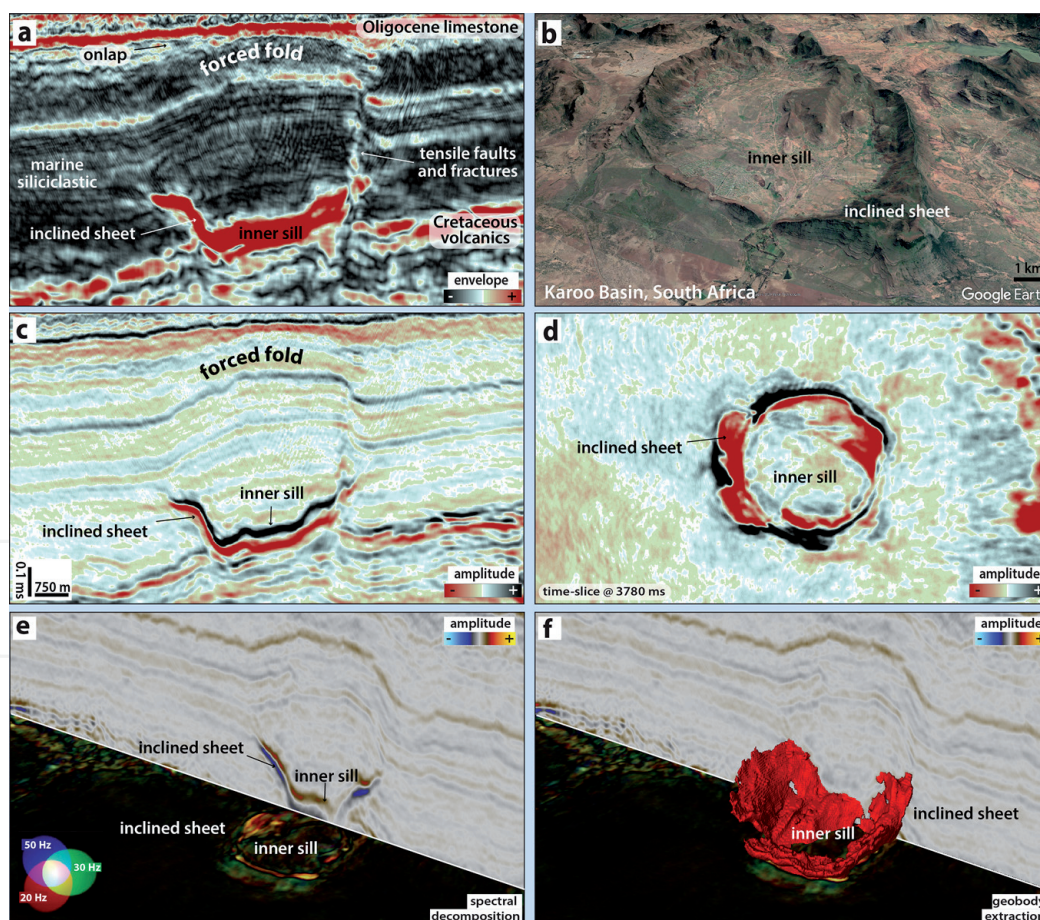 a
Oligocene limestone
onlap
forced fold
marine
siliciclastic
tensile faults
and fractures
inclined sheet
inner sill
Cretaceous
volcanics
envelope
- +
b
inner sill
inclined sheet
1 km
Karoo Basin, South Africa
Google Earth
c
forced fold
inner sill
inclined sheet
0.1 ms
750 m
amplitude
- +
d
inclined sheet
inner sill
time-slice @ 3780 ms
amplitude
- +
e
amplitude
- +
inclined sheet
inner sill
inclined sheet
inner sill
50 Hz
30 Hz
20 Hz
spectral
decomposition
f
amplitude
- +
inclined sheet
inner sill
geobody
extraction